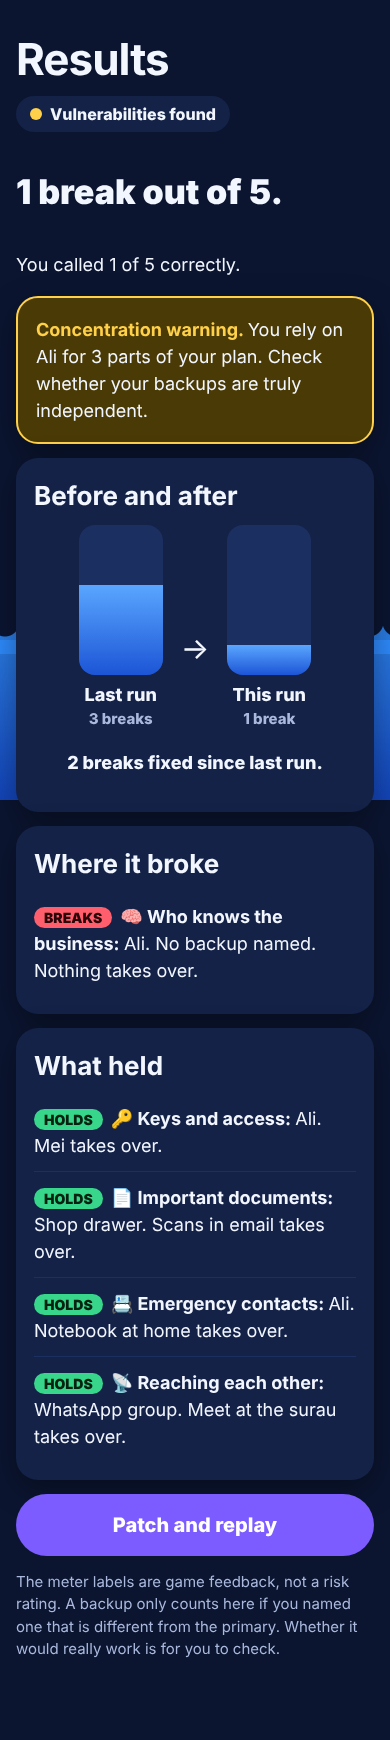 Results
Vulnerabilities found
1 break out of 5.
You called 1 of 5 correctly.
Concentration warning. You rely on
Ali for 3 parts of your plan. Check
whether your backups are truly
independent.
Before and after
→
Last run
This run
3 breaks
1 break
2 breaks fixed since last run.
Where it broke
BREAKS 🧠 Who knows the
business: Ali. No backup named.
Nothing takes over.
What held
HOLDS 🔑 Keys and access: Ali.
Mei takes over.
HOLDS 📄 Important documents:
Shop drawer. Scans in email takes
over.
HOLDS 📇 Emergency contacts: Ali.
Notebook at home takes over.
HOLDS 📡 Reaching each other:
WhatsApp group. Meet at the surau
takes over.
Patch and replay
The meter labels are game feedback, not a risk
rating. A backup only counts here if you named
one that is different from the primary. Whether it
would really work is for you to check.